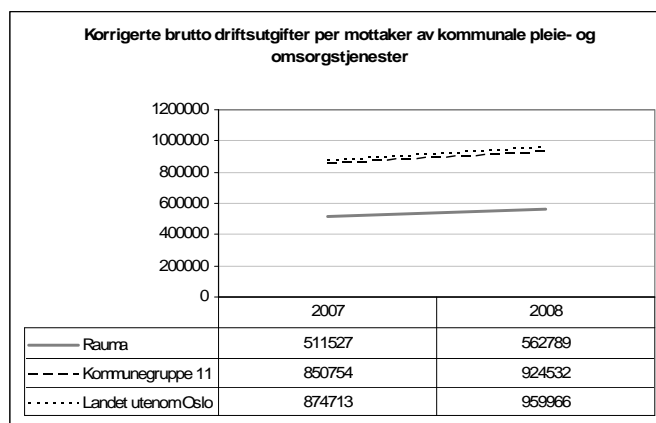 Korrigerte brutto driftsutgifter per mottaker av kommunale pleie- og
omsorgstjenester
1200000
1000000
800000
600000
400000
200000
0
2007 2008
Rauma 511527 562789
Kommunegruppe 11 850754 924532
Landet utenom Oslo 874713 959966